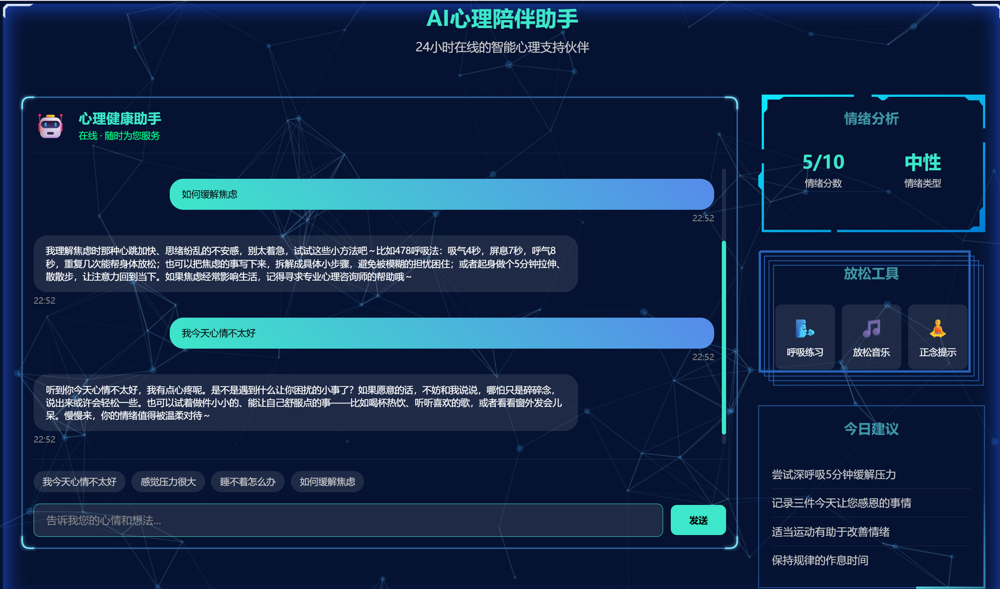 AI心理陪伴助手
24小时在线的智能心理支持伙伴
心理健康助手
在线 · 随时为您服务
如何缓解焦虑
22:52
我理解焦虑时那种心跳加快、思绪纷乱的不安感，别太着急，试试这些小方法吧～比如478呼吸法：吸气4秒，屏息7秒，呼气8
秒，重复几次能帮身体放松；也可以把焦虑的事写下来，拆解成具体小步骤，避免被模糊的担忧困住；或者起身做个5分钟拉伸、
散散步，让注意力回到当下。如果焦虑经常影响生活，记得寻求专业心理咨询师的帮助哦～
22:52
我今天心情不太好
22:52
听到你今天心情不太好，我有点心疼呢。是不是遇到什么让你困扰的小事了？如果愿意的话，不妨和我说说，哪怕只是碎碎念，
说出来或许会轻松一些。也可以试着做件小小的、能让自己舒服点的事——比如喝杯热饮、听听喜欢的歌，或者看看窗外发会儿
呆。慢慢来，你的情绪值得被温柔对待～
22:52
我今天心情不太好
感觉压力很大
睡不着怎么办
如何缓解焦虑
告诉我您的心情和想法...
发送
情绪分析
5/10
中性
情绪分数
情绪类型
放松工具
呼吸练习
放松音乐
正念提示
今日建议
尝试深呼吸5分钟缓解压力
记录三件今天让您感恩的事情
适当运动有助于改善情绪
保持规律的作息时间